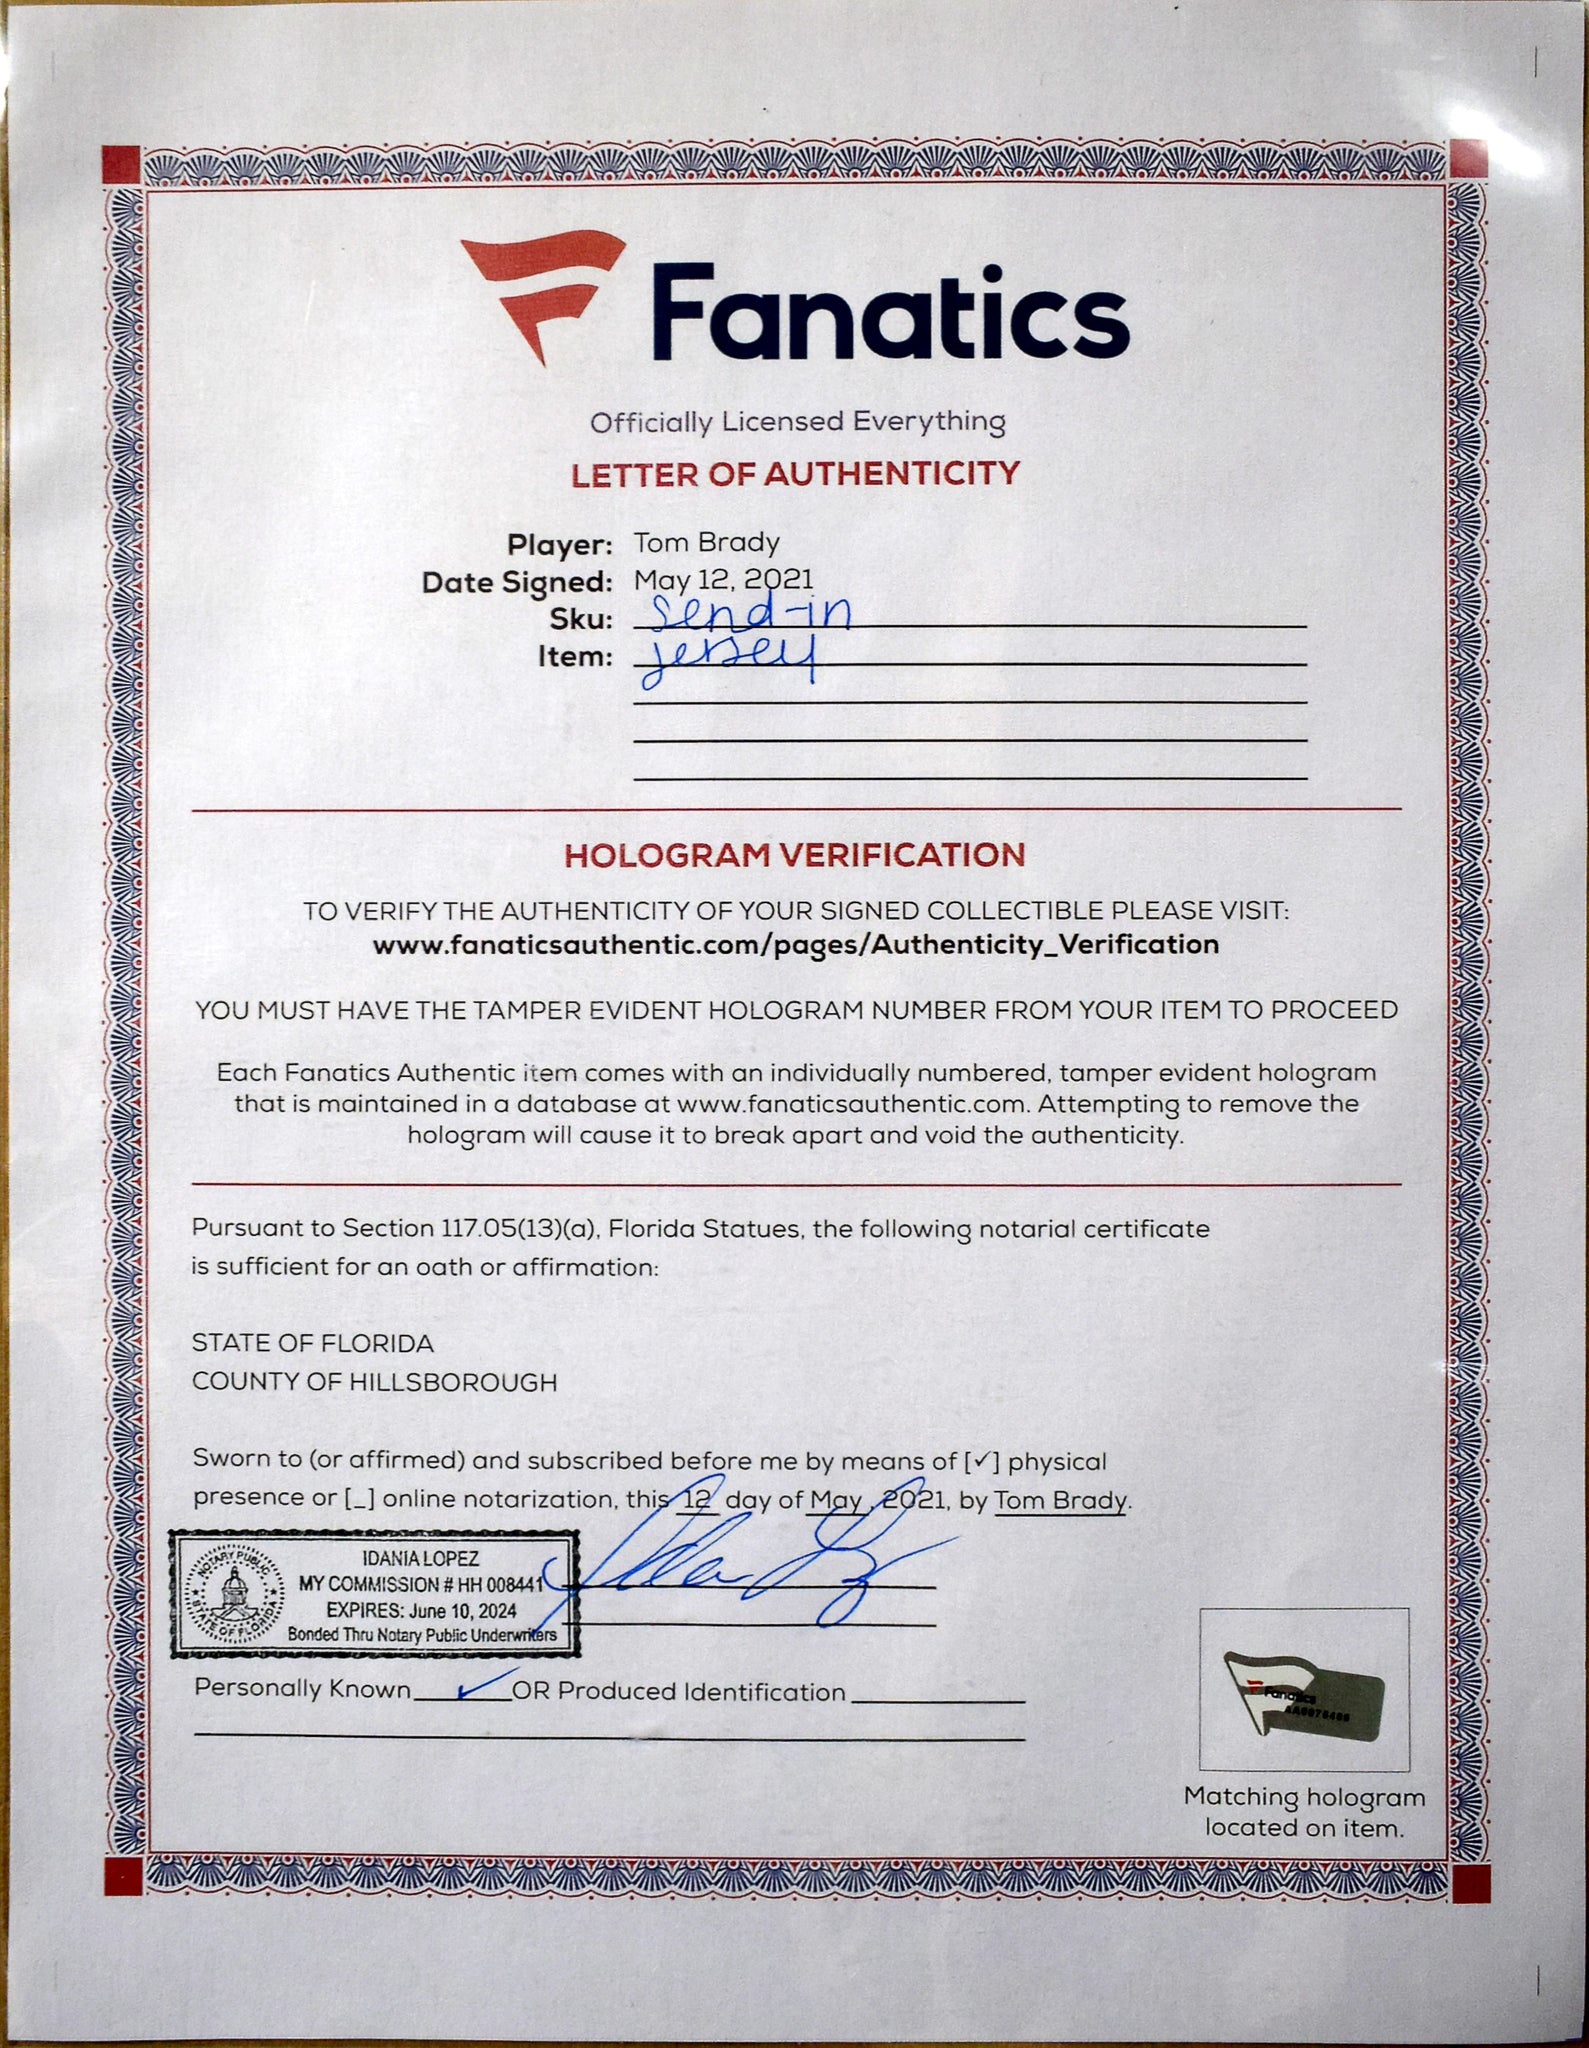 Fanatics
Officially Licensed Everything
LETTER OF AUTHENTICITY
Player: Tom Brady
Date Signed: May 12, 2021
Sku: send-in
Item: jersey
HOLOGRAM VERIFICATION
TO VERIFY THE AUTHENTICITY OF YOUR SIGNED COLLECTIBLE PLEASE VISIT:
www.fanaticsauthentic.com/pages/Authenticity_Verification
YOU MUST HAVE THE TAMPER EVIDENT HOLOGRAM NUMBER FROM YOUR ITEM TO PROCEED
Each Fanatics Authentic item comes with an individually numbered, tamper evident hologram
that is maintained in a database at www.fanaticsauthentic.com. Attempting to remove the
hologram will cause it to break apart and void the authenticity.
Pursuant to Section 117.05(13)(a), Florida Statues, the following notarial certificate
is sufficient for an oath or affirmation:
STATE OF FLORIDA
COUNTY OF HILLSBOROUGH
Sworn to (or affirmed) and subscribed before me by means of [✓] physical
presence or [_] online notarization, this 12 day of May, 2021, by Tom Brady.
NOTARY PUBLIC
STATE OF FLORIDA
IDANIA LOPEZ
MY COMMISSION # HH 008441
EXPIRES: June 10, 2024
Bonded Thru Notary Public Underwriters
Personally Known ✓ OR Produced Identification
Fanatics
Matching hologram
located on item.